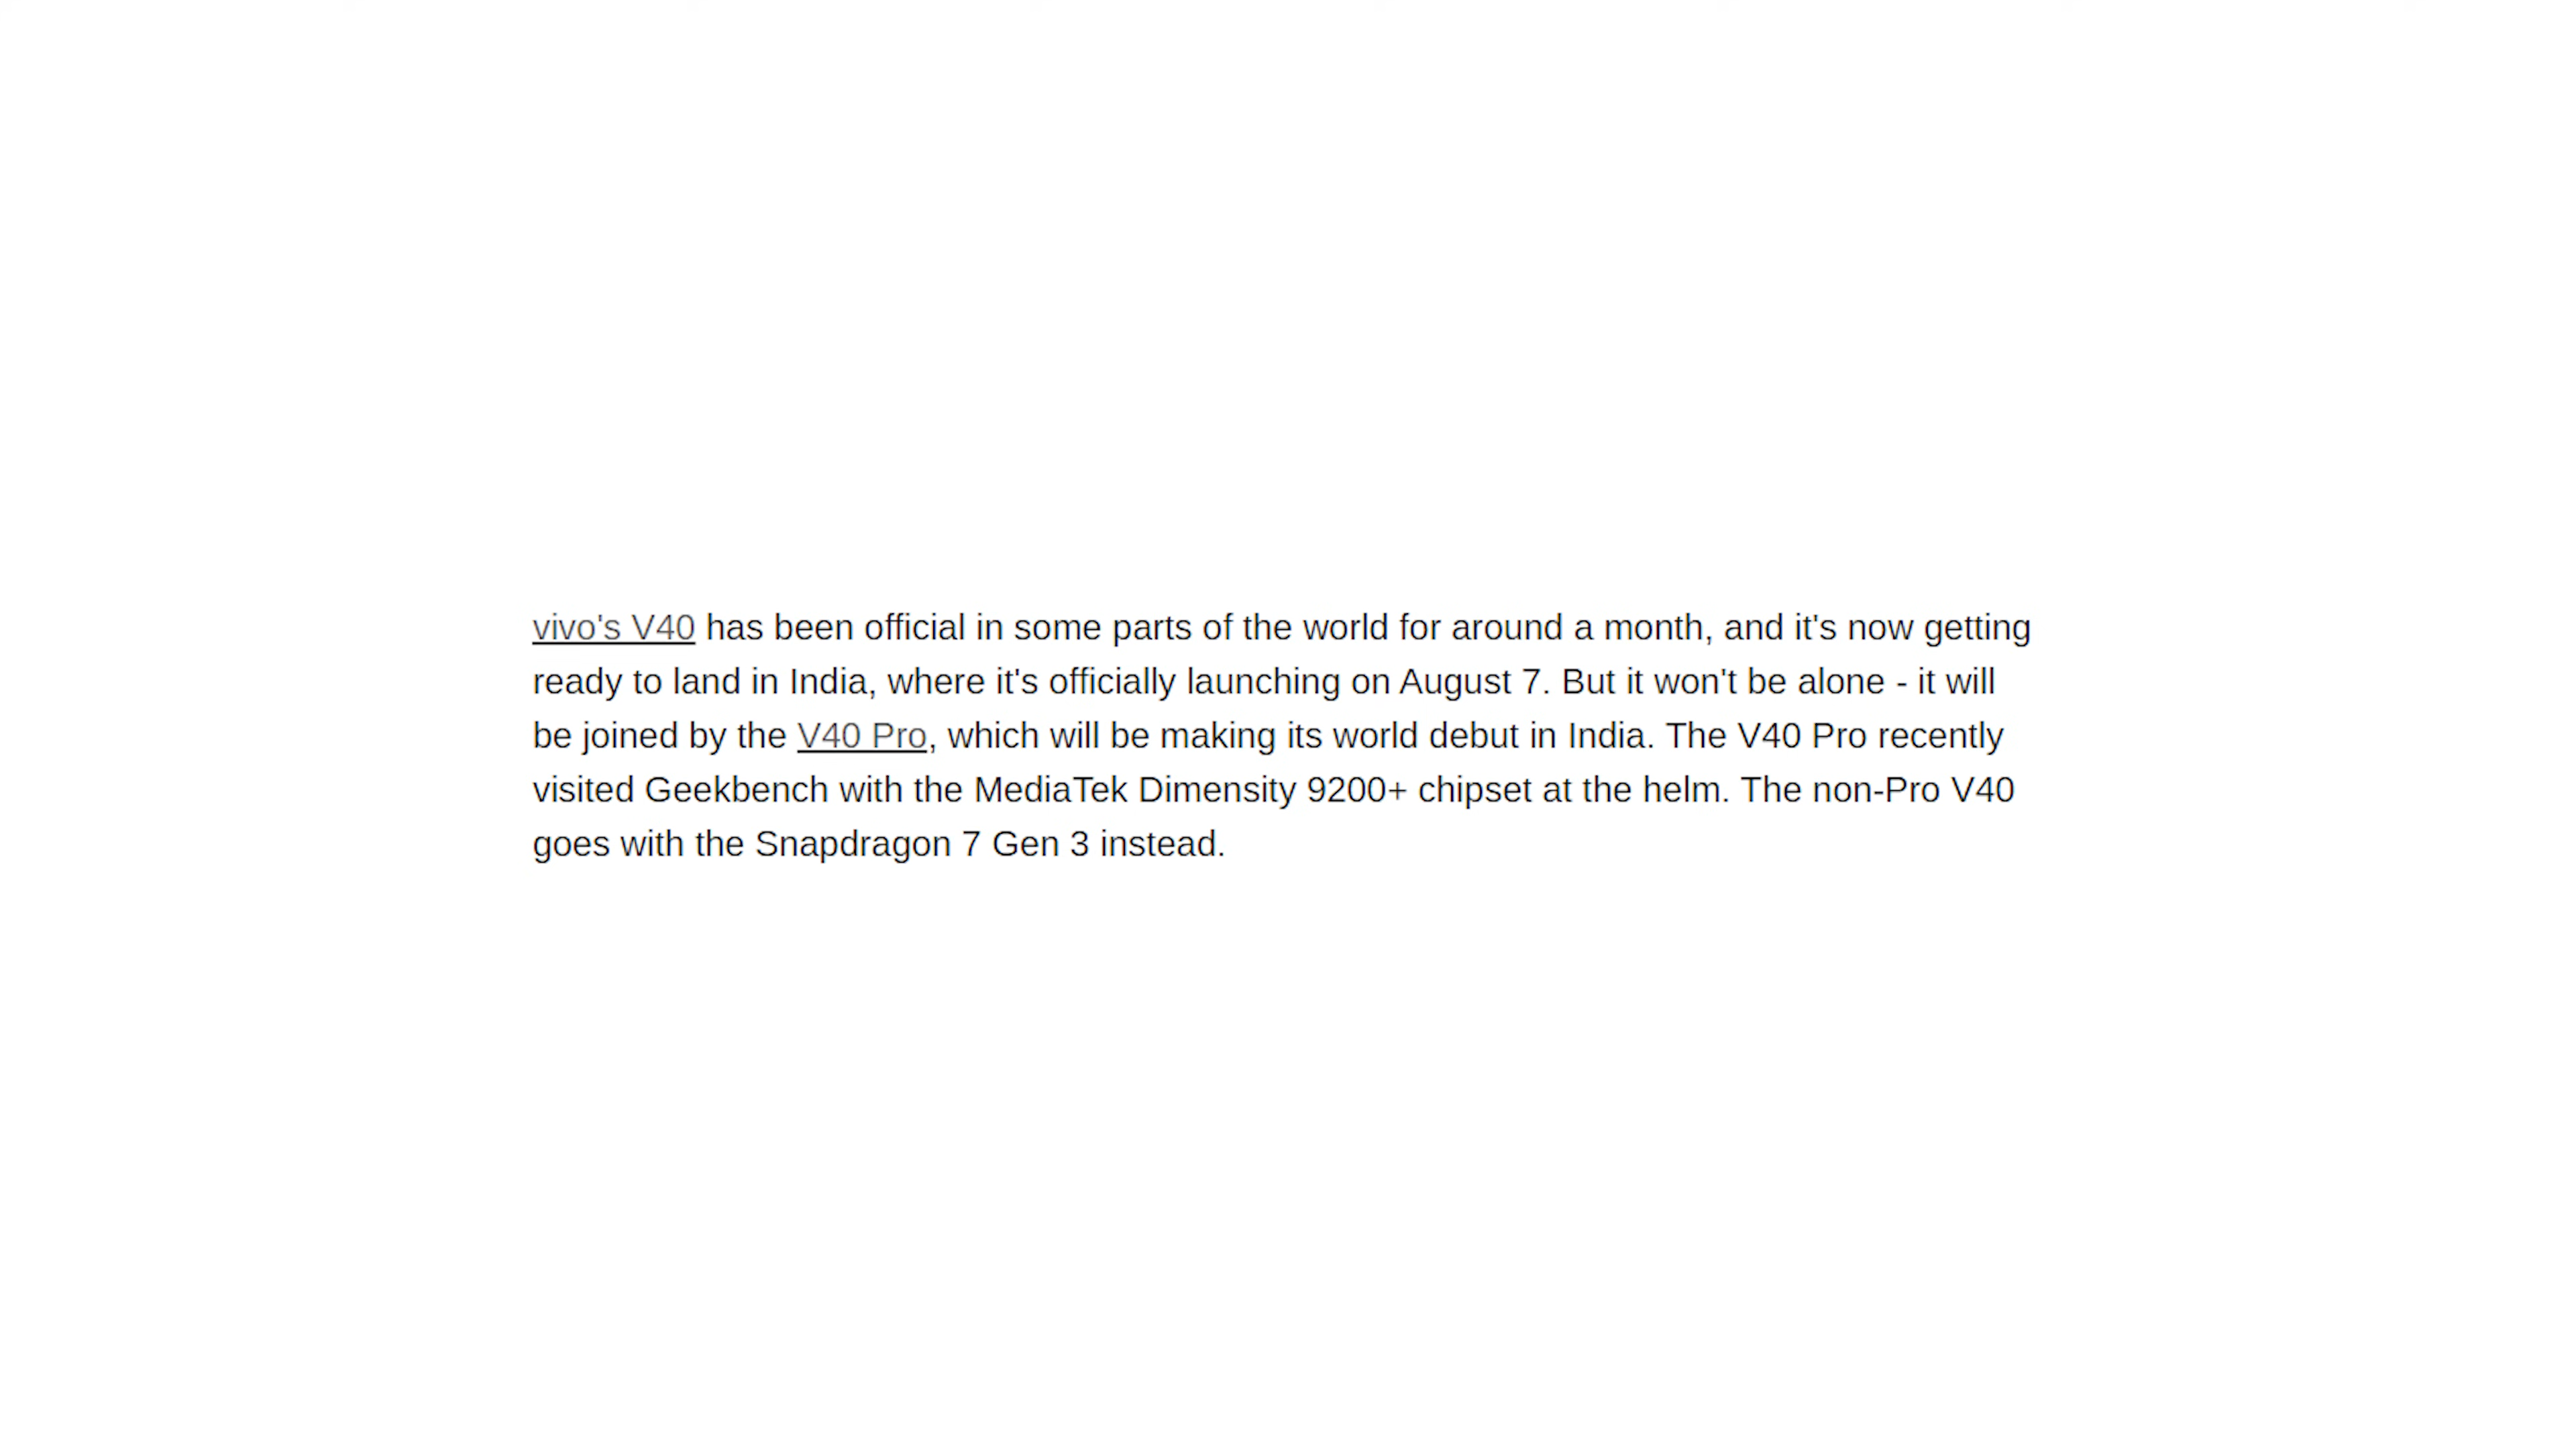 vivo's V40 has been official in some parts of the world for around a month, and it's now getting
ready to land in India, where it's officially launching on August 7. But it won't be alone - it will
be joined by the V40 Pro, which will be making its world debut in India. The V40 Pro recently
visited Geekbench with the MediaTek Dimensity 9200+ chipset at the helm. The non-Pro V40
goes with the Snapdragon 7 Gen 3 instead.